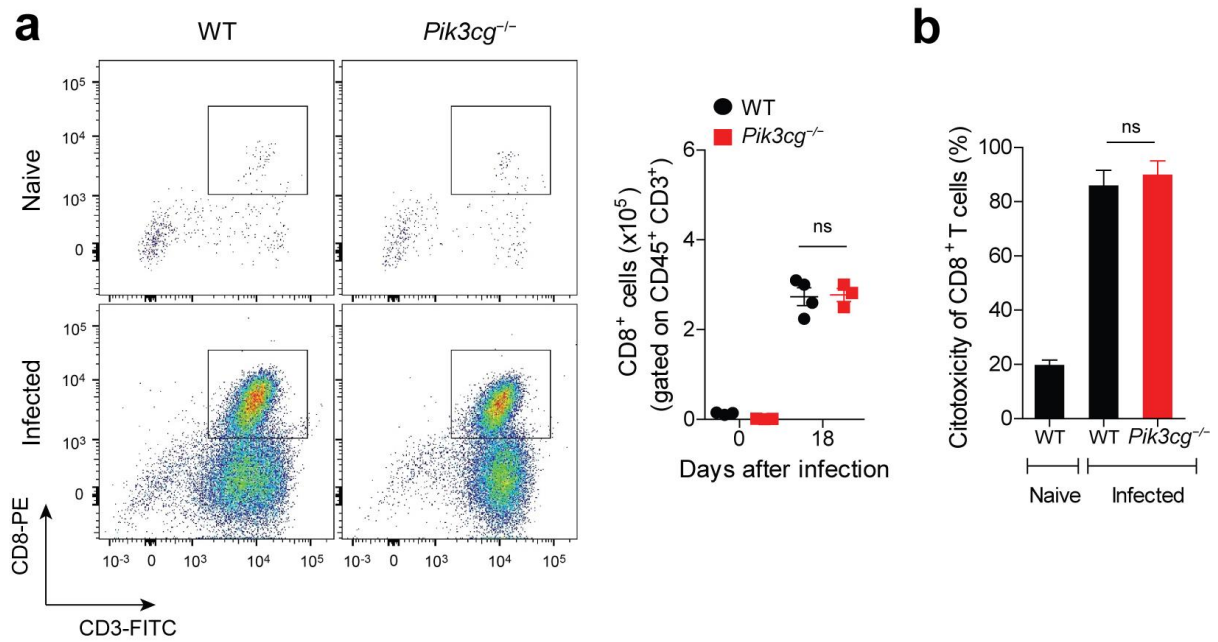 a
WT
Pik3cg–/–
Naive
10⁵
10⁴
10³
0
Infected
10⁵
10⁴
10³
0
10⁻³ 0 10³ 10⁴ 10⁵
10⁻³ 0 10³ 10⁴ 10⁵
CD8-PE
CD3-FITC
WT
Pik3cg–/–
CD8⁺ cells (x10⁵)
(gated on CD45⁺ CD3⁺)
6
4
2
0
ns
0 18
Days after infection
b
Citotoxicity of CD8⁺ T cells (%)
100
80
60
40
20
0
ns
WT WT Pik3cg–/–
Naive Infected